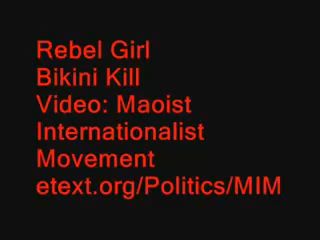 Rebel Girl
Bikini Kill
Video: Maoist
Internationalist
Movement
etext.org/Politics/MIM